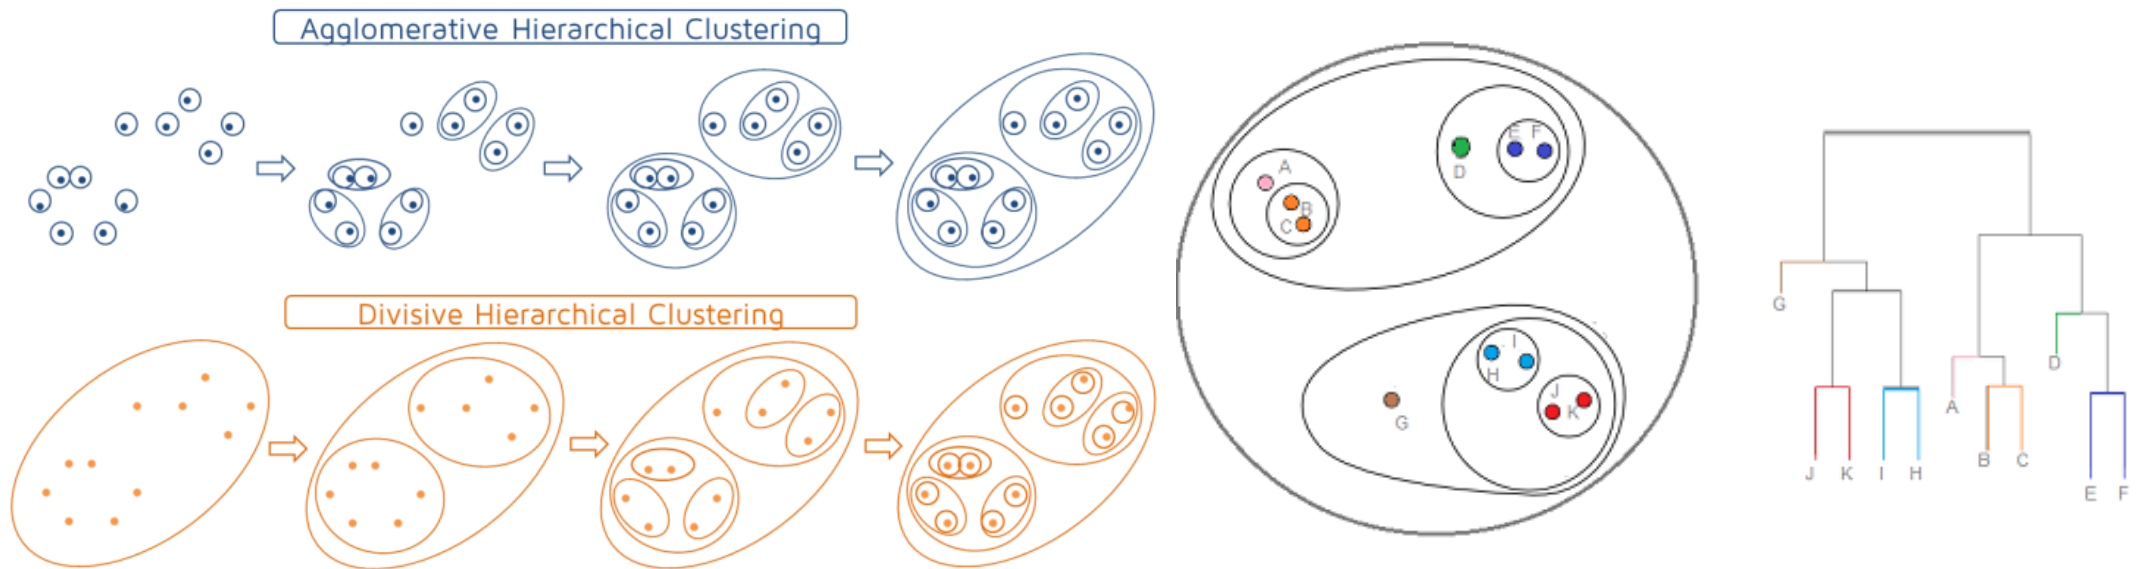 Agglomerative Hierarchical Clustering
Divisive Hierarchical Clustering
A
B
C
D
E F
G
H
I
J
K
G
A
D
J K I H
B C
E F